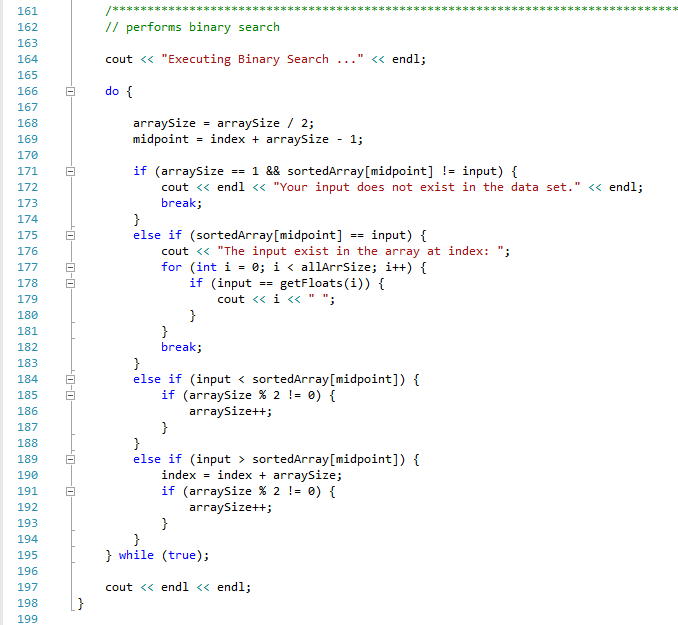 161 /*********************************************************************************
162 // performs binary search
163
164 cout << "Executing Binary Search ..." << endl;
165
166 do {
167
168 arraySize = arraySize / 2;
169 midpoint = index + arraySize - 1;
170
171 if (arraySize == 1 && sortedArray[midpoint] != input) {
172 cout << endl << "Your input does not exist in the data set." << endl;
173 break;
174 }
175 else if (sortedArray[midpoint] == input) {
176 cout << "The input exist in the array at index: ";
177 for (int i = 0; i < allArrSize; i++) {
178 if (input == getFloats(i)) {
179 cout << i << " ";
180 }
181 }
182 break;
183 }
184 else if (input < sortedArray[midpoint]) {
185 if (arraySize % 2 != 0) {
186 arraySize++;
187 }
188 }
189 else if (input > sortedArray[midpoint]) {
190 index = index + arraySize;
191 if (arraySize % 2 != 0) {
192 arraySize++;
193 }
194 }
195 } while (true);
196
197 cout << endl << endl;
198 }
199